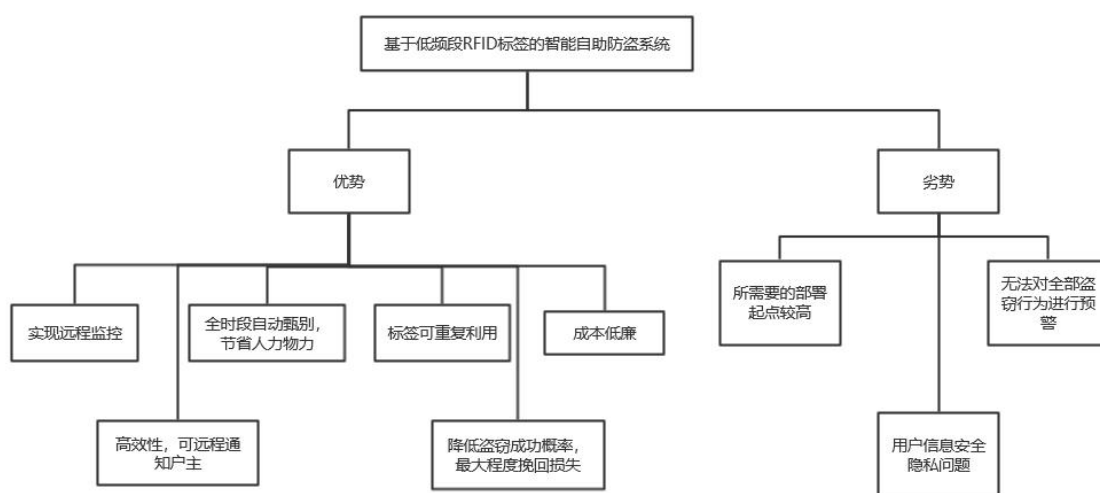 基于低频段RFID标签的智能自助防盗系统
优势
劣势
实现远程监控
全时段自动甄别，
节省人力物力
标签可重复利用
成本低廉
所需要的部署
起点较高
无法对全部盗
窃行为进行预
警
高效性，可远程通
知户主
降低盗窃成功概率，
最大程度挽回损失
用户信息安全
隐私问题